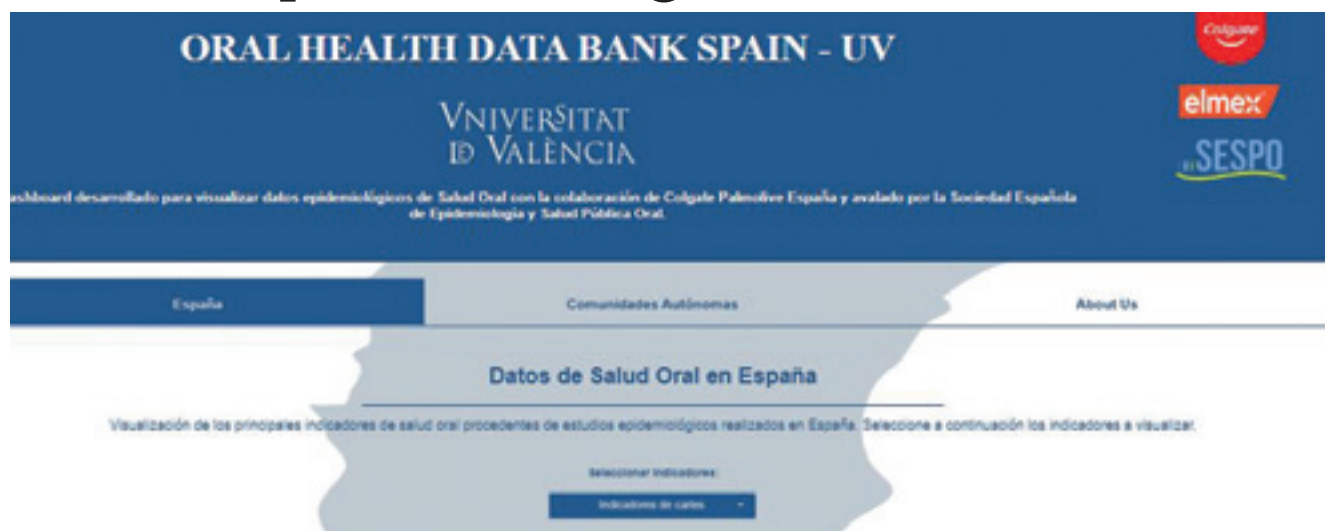 ORAL HEALTH DATA BANK SPAIN - UV
Colgate
VNIVERSITAT
DE VALÈNCIA
elmex
SESPO
ashboard desarrollado para visualizar datos epidemiológicos de Salud Oral con la colaboración de Colgate Palmolive España y avalado por la Sociedad Española
de Epidemiología y Salud Pública Oral.
España
Comunidades Autónomas
About Us
Datos de Salud Oral en España
Visualización de los principales indicadores de salud oral procedentes de estudios epidemiológicos realizados en España. Seleccione a continuación los indicadores a visualizar.
Seleccionar Indicadores:
Indicadores de caries